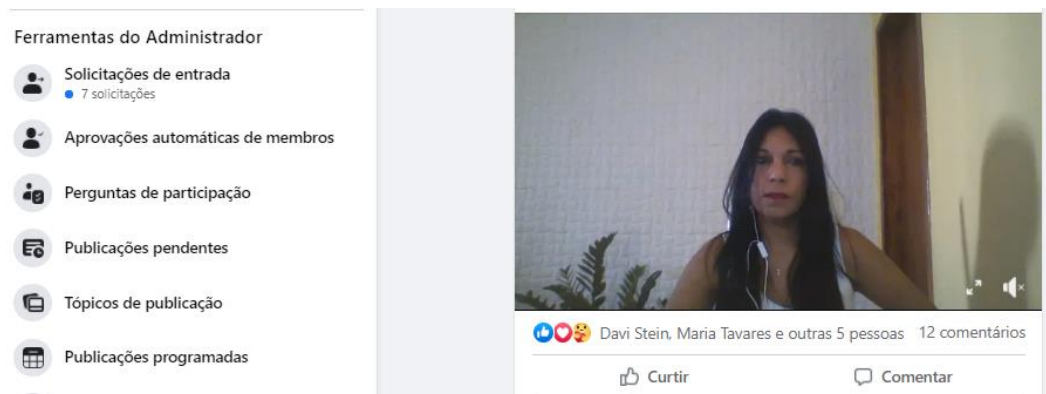 Ferramentas do Administrador
Solicitações de entrada
7 solicitações
Aprovações automáticas de membros
Perguntas de participação
Publicações pendentes
Tópicos de publicação
Publicações programadas
Davi Stein, Maria Tavares e outras 5 pessoas 12 comentários
Curtir Comentar